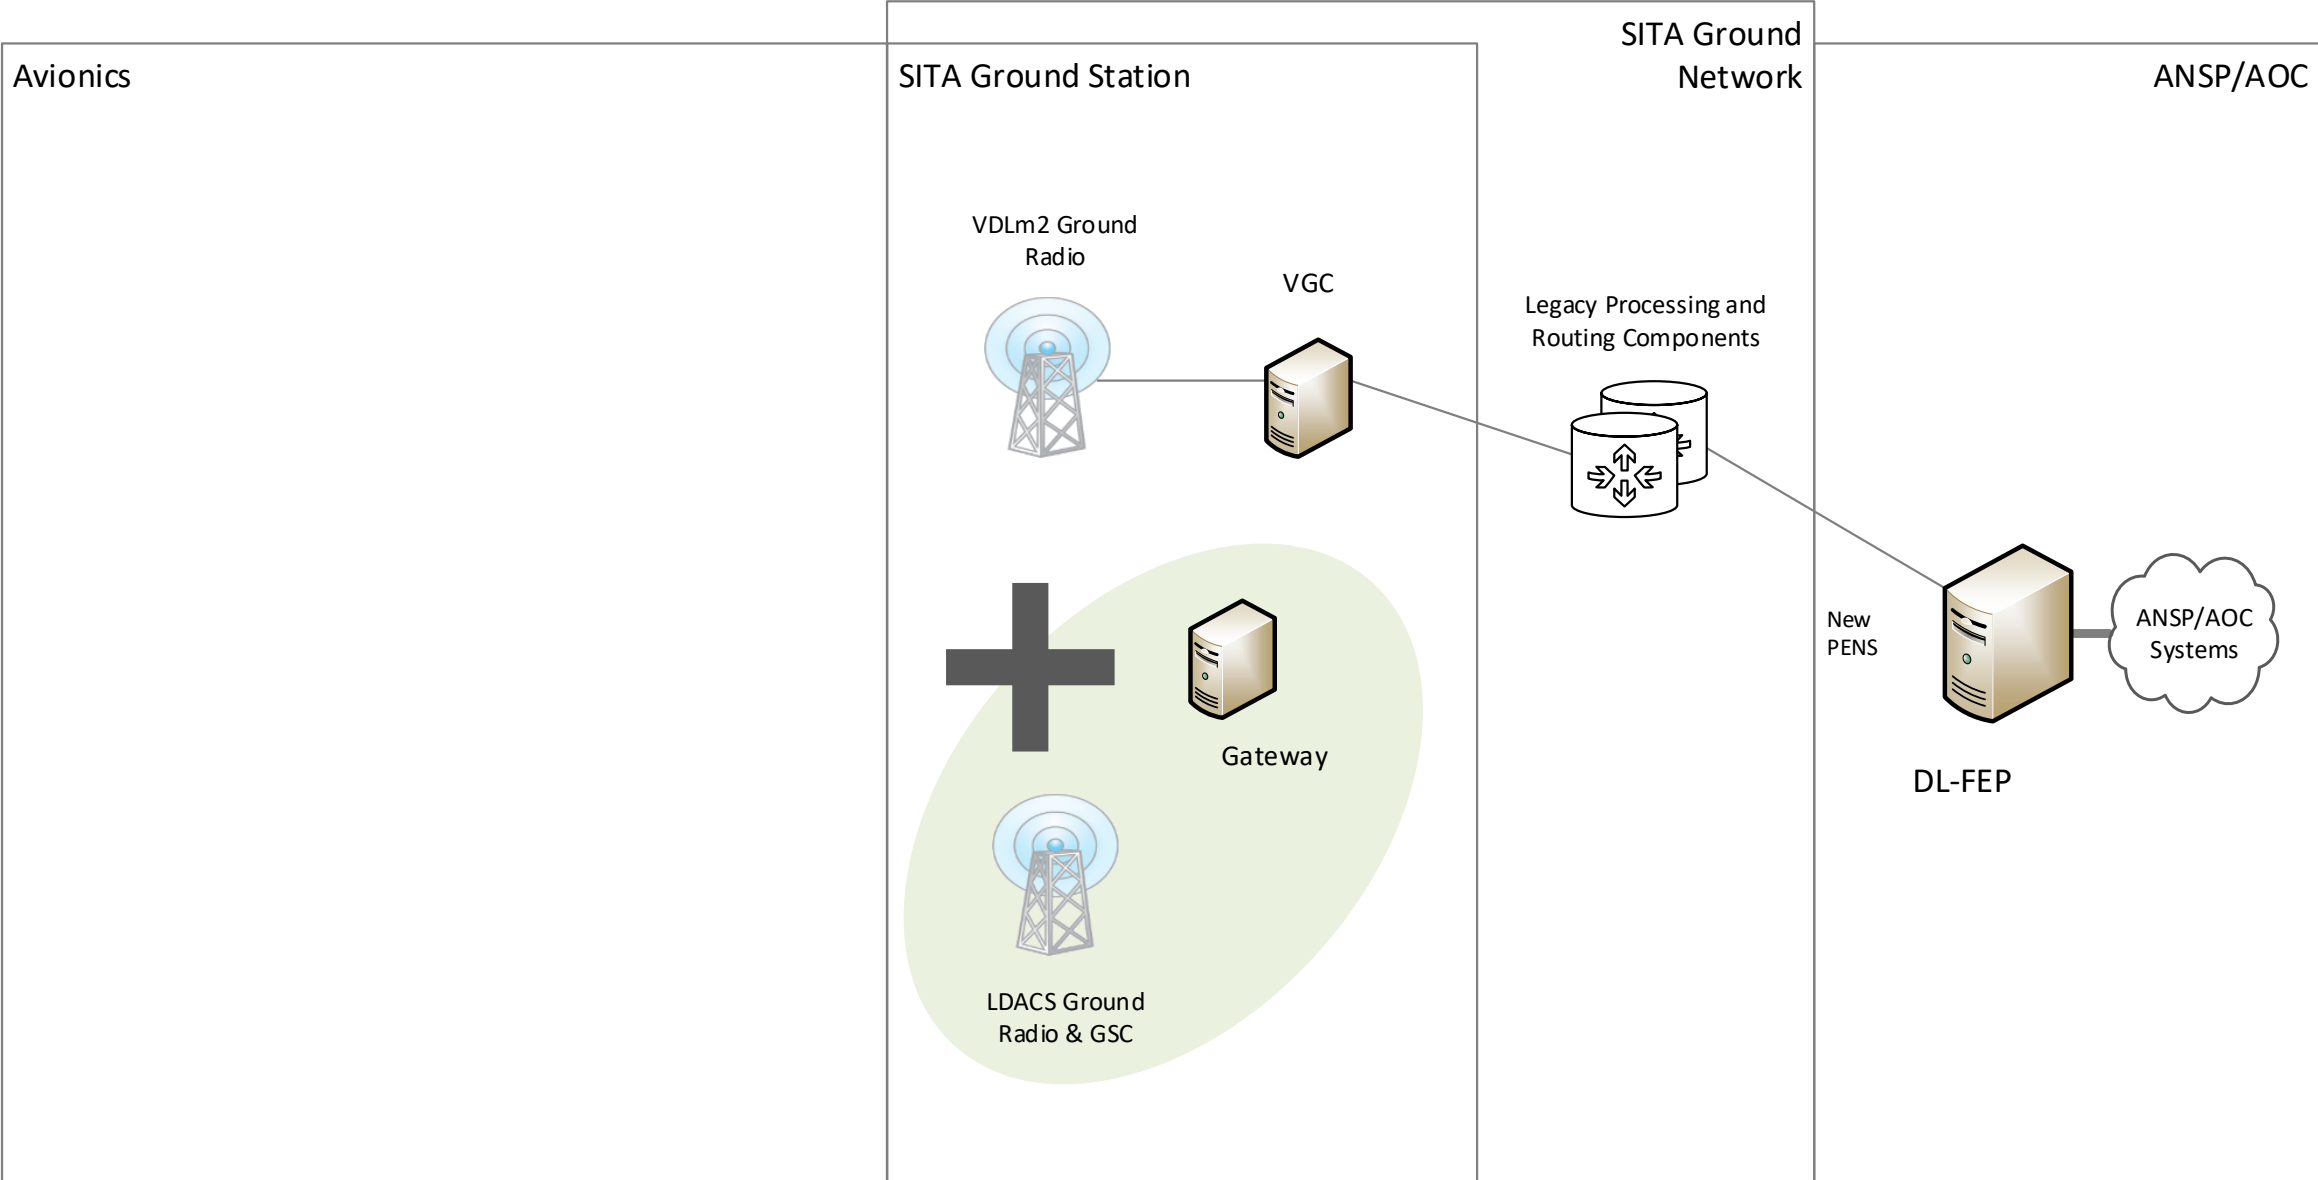 Avionics
SITA Ground Station
SITA Ground
Network
ANSP/AOC
VDLm2 Ground
Radio
VGC
Legacy Processing and
Routing Components
New
PENS
ANSP/AOC
Systems
Gateway
DL-FEP
LDACS Ground
Radio & GSC